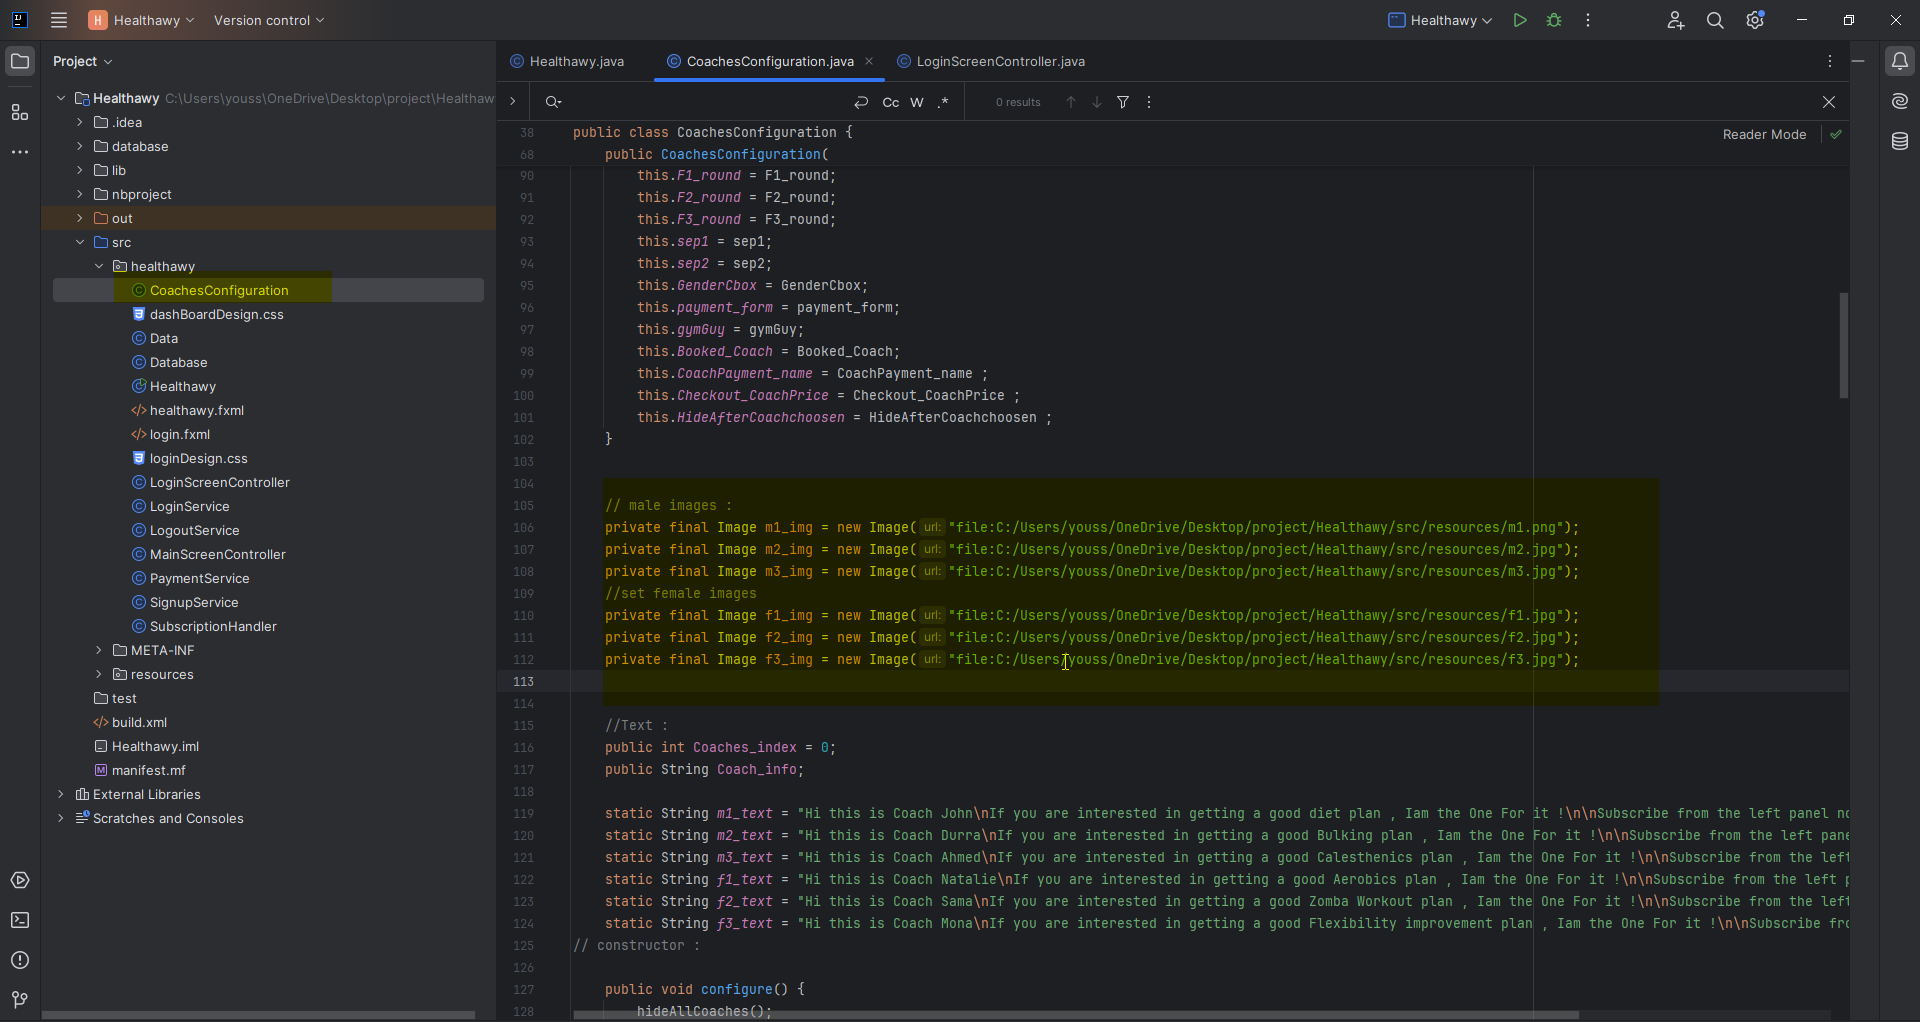 H Healthawy Version control Healthawy
Project
Healthawy C:\Users\youss\OneDrive\Desktop\project\Healthaw
.idea
database
lib
nbproject
out
src
healthawy
CoachesConfiguration
dashBoardDesign.css
Data
Database
Healthawy
healthawy.fxml
login.fxml
loginDesign.css
LoginScreenController
LoginService
LogoutService
MainScreenController
PaymentService
SignupService
SubscriptionHandler
META-INF
resources
test
build.xml
Healthawy.iml
manifest.mf
External Libraries
Scratches and Consoles
Healthawy.java CoachesConfiguration.java LoginScreenController.java
Cc W .* 0 results
Reader Mode
38 public class CoachesConfiguration {
68 public CoachesConfiguration(
90 this.F1_round = F1_round;
91 this.F2_round = F2_round;
92 this.F3_round = F3_round;
93 this.sep1 = sep1;
94 this.sep2 = sep2;
95 this.GenderCbox = GenderCbox;
96 this.payment_form = payment_form;
97 this.gymGuy = gymGuy;
98 this.Booked_Coach = Booked_Coach;
99 this.CoachPayment_name = CoachPayment_name ;
100 this.Checkout_CoachPrice = Checkout_CoachPrice ;
101 this.HideAfterCoachchoosen = HideAfterCoachchoosen ;
102 }
103
104
105 // male images :
106 private final Image m1_img = new Image( url: "file:C:/Users/youss/OneDrive/Desktop/project/Healthawy/src/resources/m1.png");
107 private final Image m2_img = new Image( url: "file:C:/Users/youss/OneDrive/Desktop/project/Healthawy/src/resources/m2.jpg");
108 private final Image m3_img = new Image( url: "file:C:/Users/youss/OneDrive/Desktop/project/Healthawy/src/resources/m3.jpg");
109 //set female images
110 private final Image f1_img = new Image( url: "file:C:/Users/youss/OneDrive/Desktop/project/Healthawy/src/resources/f1.jpg");
111 private final Image f2_img = new Image( url: "file:C:/Users/youss/OneDrive/Desktop/project/Healthawy/src/resources/f2.jpg");
112 private final Image f3_img = new Image( url: "file:C:/Users/youss/OneDrive/Desktop/project/Healthawy/src/resources/f3.jpg");
113
114
115 //Text :
116 public int Coaches_index = 0;
117 public String Coach_info;
118
119 static String m1_text = "Hi this is Coach John\nIf you are interested in getting a good diet plan , Iam the One For it !\n\nSubscribe from the left panel no
120 static String m2_text = "Hi this is Coach Durra\nIf you are interested in getting a good Bulking plan , Iam the One For it !\n\nSubscribe from the left pane
121 static String m3_text = "Hi this is Coach Ahmed\nIf you are interested in getting a good Calesthenics plan , Iam the One For it !\n\nSubscribe from the left
122 static String f1_text = "Hi this is Coach Natalie\nIf you are interested in getting a good Aerobics plan , Iam the One For it !\n\nSubscribe from the left p
123 static String f2_text = "Hi this is Coach Sama\nIf you are interested in getting a good Zomba Workout plan , Iam the One For it !\n\nSubscribe from the left
124 static String f3_text = "Hi this is Coach Mona\nIf you are interested in getting a good Flexibility improvement plan , Iam the One For it !\n\nSubscribe fro
125 // constructor :
126
127 public void configure() {
128 hideAllCoaches();